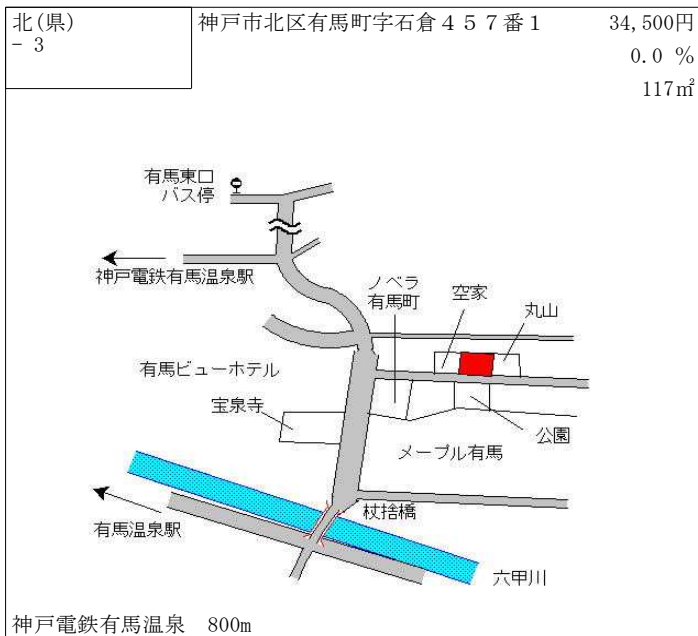 北(県)
- 3
神戸市北区有馬町字石倉457番1
34,500円
0.0 %
117㎡
有馬東口
バス停
神戸電鉄有馬温泉駅
ノベラ
有馬町
空家
丸山
有馬ビューホテル
宝泉寺
公園
メープル有馬
杖捨橋
有馬温泉駅
六甲川
神戸電鉄有馬温泉 800m